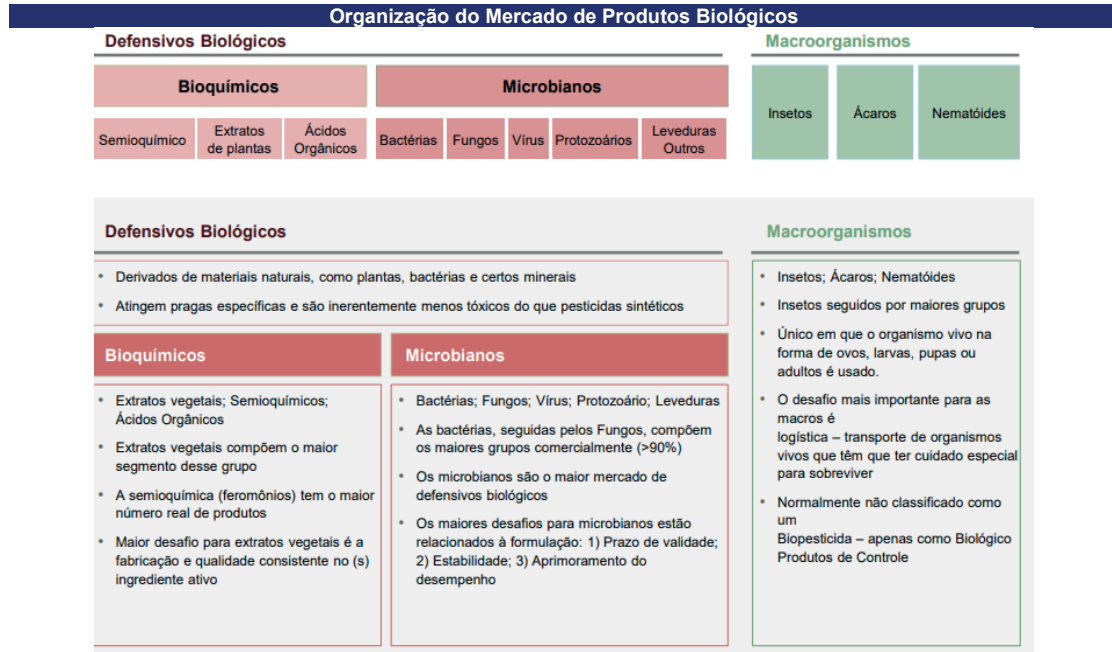 Organização do Mercado de Produtos Biológicos
Defensivos Biológicos
Macroorganismos
Bioquímicos
Microbianos
Insetos
Ácaros
Nematóides
Semioquímico
Extratos
de plantas
Ácidos
Orgânicos
Bactérias
Fungos
Vírus
Protozoários
Leveduras
Outros
Defensivos Biológicos
• Derivados de materiais naturais, como plantas, bactérias e certos minerais
• Atingem pragas específicas e são inerentemente menos tóxicos do que pesticidas sintéticos
Bioquímicos
• Extratos vegetais; Semioquímicos;
Ácidos Orgânicos
• Extratos vegetais compõem o maior
segmento desse grupo
• A semioquímica (feromônios) tem o maior
número real de produtos
• Maior desafio para extratos vegetais é a
fabricação e qualidade consistente no (s)
ingrediente ativo
Microbianos
• Bactérias; Fungos; Vírus; Protozoário; Leveduras
• As bactérias, seguidas pelos Fungos, compõem
os maiores grupos comercialmente (>90%)
• Os microbianos são o maior mercado de
defensivos biológicos
• Os maiores desafios para microbianos estão
relacionados à formulação: 1) Prazo de validade;
2) Estabilidade; 3) Aprimoramento do
desempenho
Macroorganismos
• Insetos; Ácaros; Nematóides
• Insetos seguidos por maiores grupos
• Único em que o organismo vivo na
forma de ovos, larvas, pupas ou
adultos é usado.
• O desafio mais importante para as
macros é
logística – transporte de organismos
vivos que têm que ter cuidado especial
para sobreviver
• Normalmente não classificado como
um
Biopesticida – apenas como Biológico
Produtos de Controle